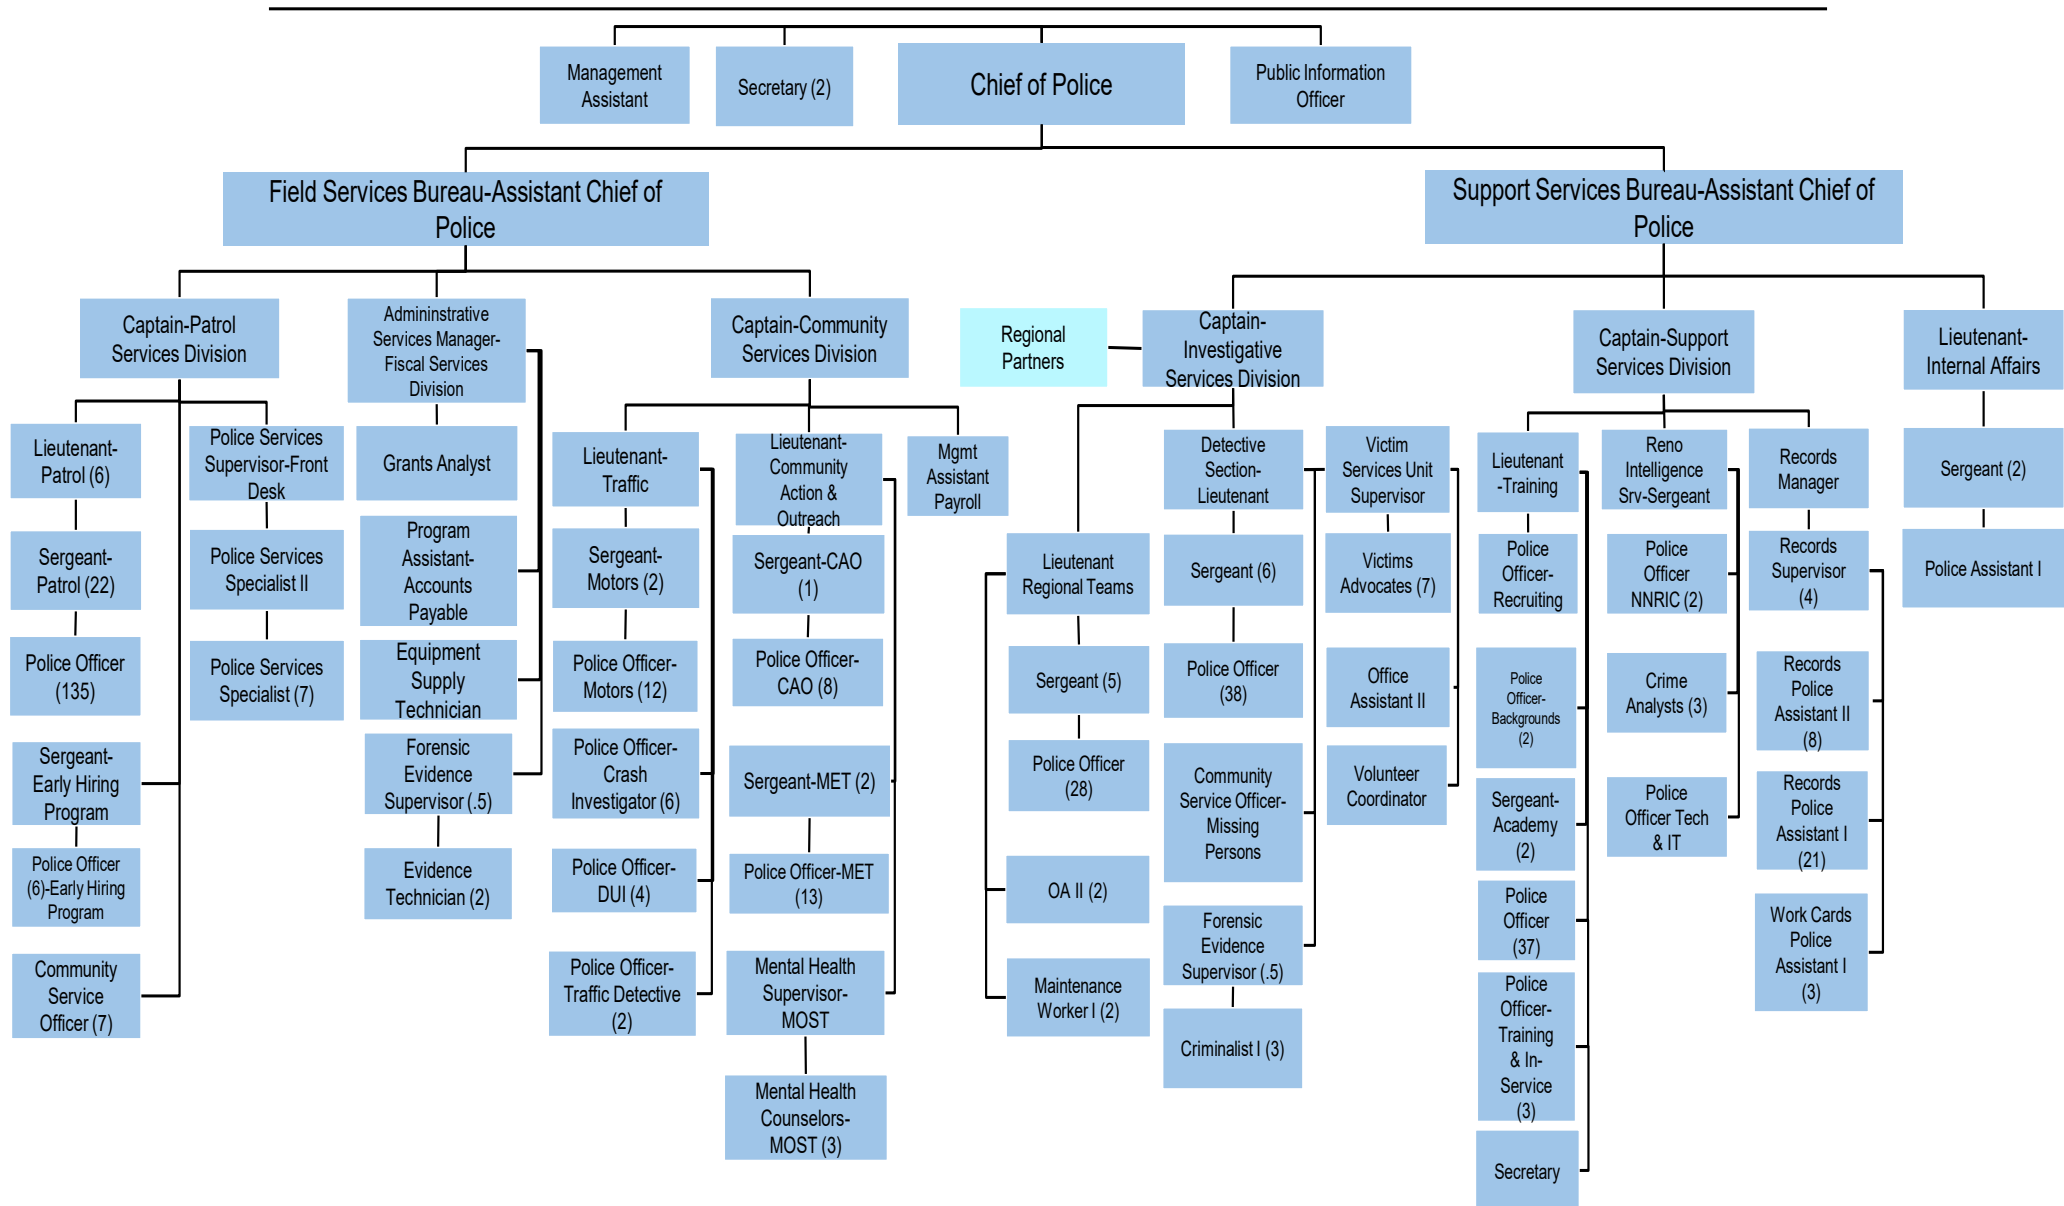 Management
Assistant
Secretary (2)
Chief of Police
Public Information
Officer
Field Services Bureau-Assistant Chief of
Police
Support Services Bureau-Assistant Chief of
Police
Captain-Patrol
Services Division
Admininstrative
Services Manager-
Fiscal Services
Division
Captain-Community
Services Division
Regional
Partners
Captain-
Investigative
Services Division
Captain-Support
Services Division
Lieutenant-
Internal Affairs
Lieutenant-
Patrol (6)
Sergeant-
Patrol (22)
Police Officer
(135)
Sergeant-
Early Hiring
Program
Police Officer
(6)-Early Hiring
Program
Community
Service
Officer (7)
Police Services
Supervisor-Front
Desk
Police Services
Specialist II
Police Services
Specialist (7)
Grants Analyst
Program
Assistant-
Accounts
Payable
Equipment
Supply
Technician
Forensic
Evidence
Supervisor (.5)
Evidence
Technician (2)
Lieutenant-
Traffic
Sergeant-
Motors (2)
Police Officer-
Motors (12)
Police Officer-
Crash
Investigator (6)
Police Officer-
DUI (4)
Police Officer-
Traffic Detective
(2)
Lieutenant-
Community
Action &
Outreach
Sergeant-CAO
(1)
Police Officer-
CAO (8)
Sergeant-MET (2)
Police Officer-MET
(13)
Mental Health
Supervisor-
MOST
Mental Health
Counselors-
MOST (3)
Mgmt
Assistant
Payroll
Lieutenant
Regional Teams
Sergeant (5)
Police Officer
(28)
OA II (2)
Maintenance
Worker I (2)
Detective
Section-
Lieutenant
Sergeant (6)
Police Officer
(38)
Community
Service Officer-
Missing
Persons
Forensic
Evidence
Supervisor (.5)
Criminalist I (3)
Victim
Services Unit
Supervisor
Victims
Advocates (7)
Office
Assistant II
Volunteer
Coordinator
Lieutenant
-Training
Police
Officer-
Recruiting
Police
Officer-
Backgrounds
(2)
Sergeant-
Academy
(2)
Police
Officer
(37)
Police
Officer-
Training
& In-
Service
(3)
Secretary
Reno
Intelligence
Srv-Sergeant
Police
Officer
NNRIC (2)
Crime
Analysts (3)
Police
Officer Tech
& IT
Records
Manager
Records
Supervisor
(4)
Records
Police
Assistant II
(8)
Records
Police
Assistant I
(21)
Work Cards
Police
Assistant I
(3)
Sergeant (2)
Police Assistant I